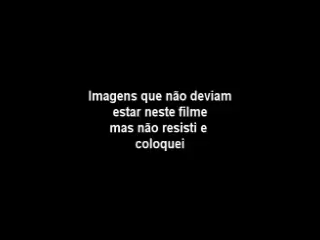 Imagens que não deviam
estar neste filme
mas não resisti e
coloquei